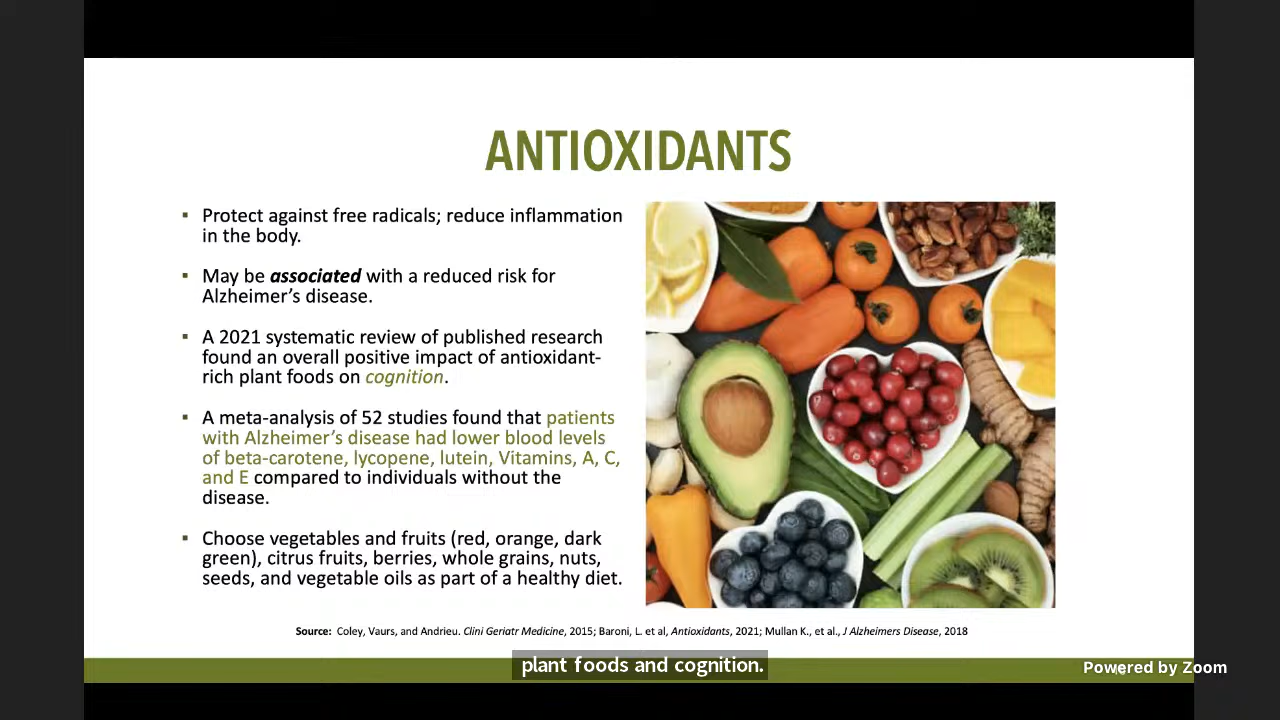 ANTIOXIDANTS
▪ Protect against free radicals; reduce inflammation
in the body.
▪ May be associated with a reduced risk for
Alzheimer's disease.
▪ A 2021 systematic review of published research
found an overall positive impact of antioxidant-
rich plant foods on cognition.
▪ A meta-analysis of 52 studies found that patients
with Alzheimer's disease had lower blood levels
of beta-carotene, lycopene, lutein, Vitamins, A, C,
and E compared to individuals without the
disease.
▪ Choose vegetables and fruits (red, orange, dark
green), citrus fruits, berries, whole grains, nuts,
seeds, and vegetable oils as part of a healthy diet.
Source: Coley, Vaurs, and Andrieu. Clini Geriatr Medicine, 2015; Baroni, L. et al, Antioxidants, 2021; Mullan K., et al., J Alzheimers Disease, 2018
plant foods and cognition.
Powered by Zoom